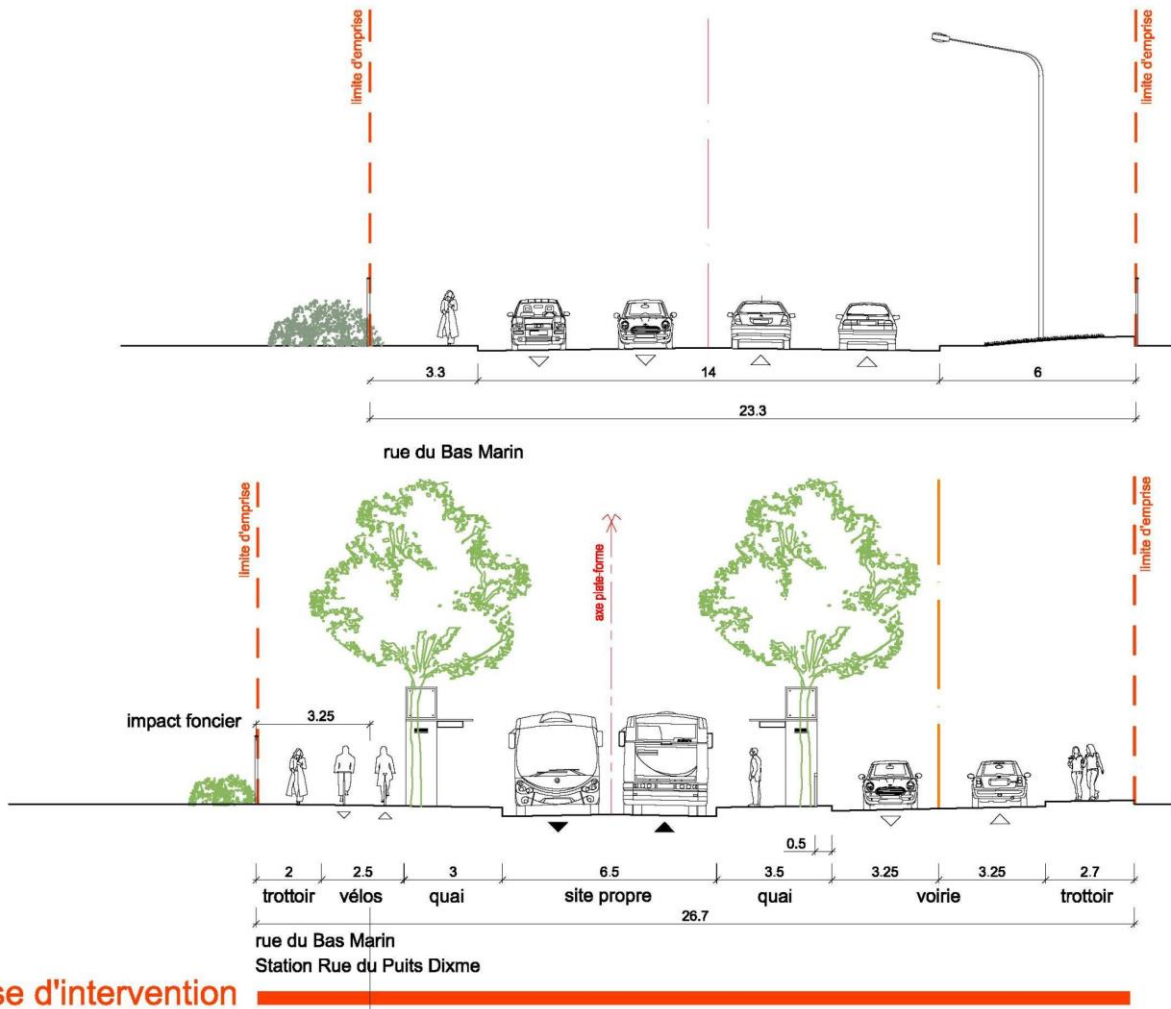 limite d'emprise
limite d'emprise
3.3 14 6
23.3
rue du Bas Marin
limite d'emprise
axe plate-forme
limite d'emprise
impact foncier
3.25
0.5
2 2.5 3 6.5 3.5 3.25 3.25 2.7
trottoir vélos quai site propre quai voirie trottoir
26.7
rue du Bas Marin
Station Rue du Puits Dixme
se d'intervention